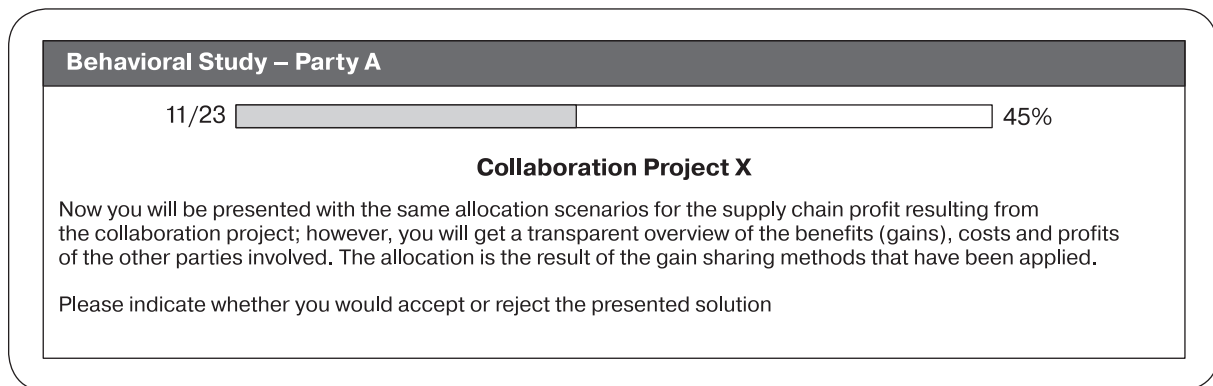 Behavioral Study – Party A
11/23 45%
Collaboration Project X
Now you will be presented with the same allocation scenarios for the supply chain profit resulting from
the collaboration project; however, you will get a transparent overview of the benefits (gains), costs and profits
of the other parties involved. The allocation is the result of the gain sharing methods that have been applied.
Please indicate whether you would accept or reject the presented solution